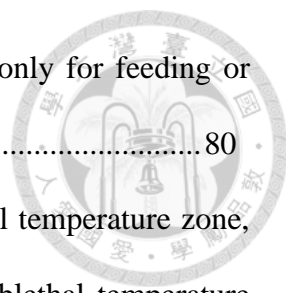 only for feeding or
........................80
l temperature zone,
blethal temperature